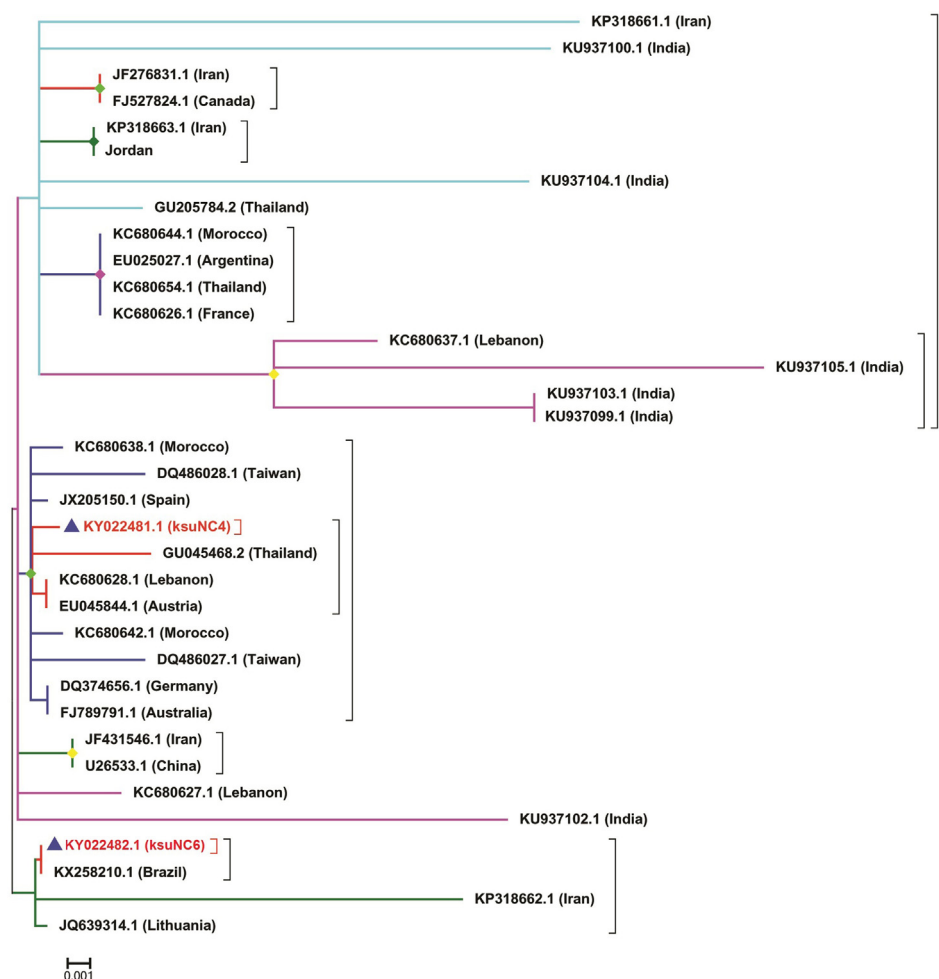 KP318661.1 (Iran)
KU937100.1 (India)
JF276831.1 (Iran)
FJ527824.1 (Canada)
KP318663.1 (Iran)
Jordan
KU937104.1 (India)
GU205784.2 (Thailand)
KC680644.1 (Morocco)
EU025027.1 (Argentina)
KC680654.1 (Thailand)
KC680626.1 (France)
KC680637.1 (Lebanon)
KU937105.1 (India)
KU937103.1 (India)
KU937099.1 (India)
KC680638.1 (Morocco)
DQ486028.1 (Taiwan)
JX205150.1 (Spain)
KY022481.1 (ksuNC4)
GU045468.2 (Thailand)
KC680628.1 (Lebanon)
EU045844.1 (Austria)
KC680642.1 (Morocco)
DQ486027.1 (Taiwan)
DQ374656.1 (Germany)
FJ789791.1 (Australia)
JF431546.1 (Iran)
U26533.1 (China)
KC680627.1 (Lebanon)
KU937102.1 (India)
KY022482.1 (ksuNC6)
KX258210.1 (Brazil)
KP318662.1 (Iran)
JQ639314.1 (Lithuania)
0.001